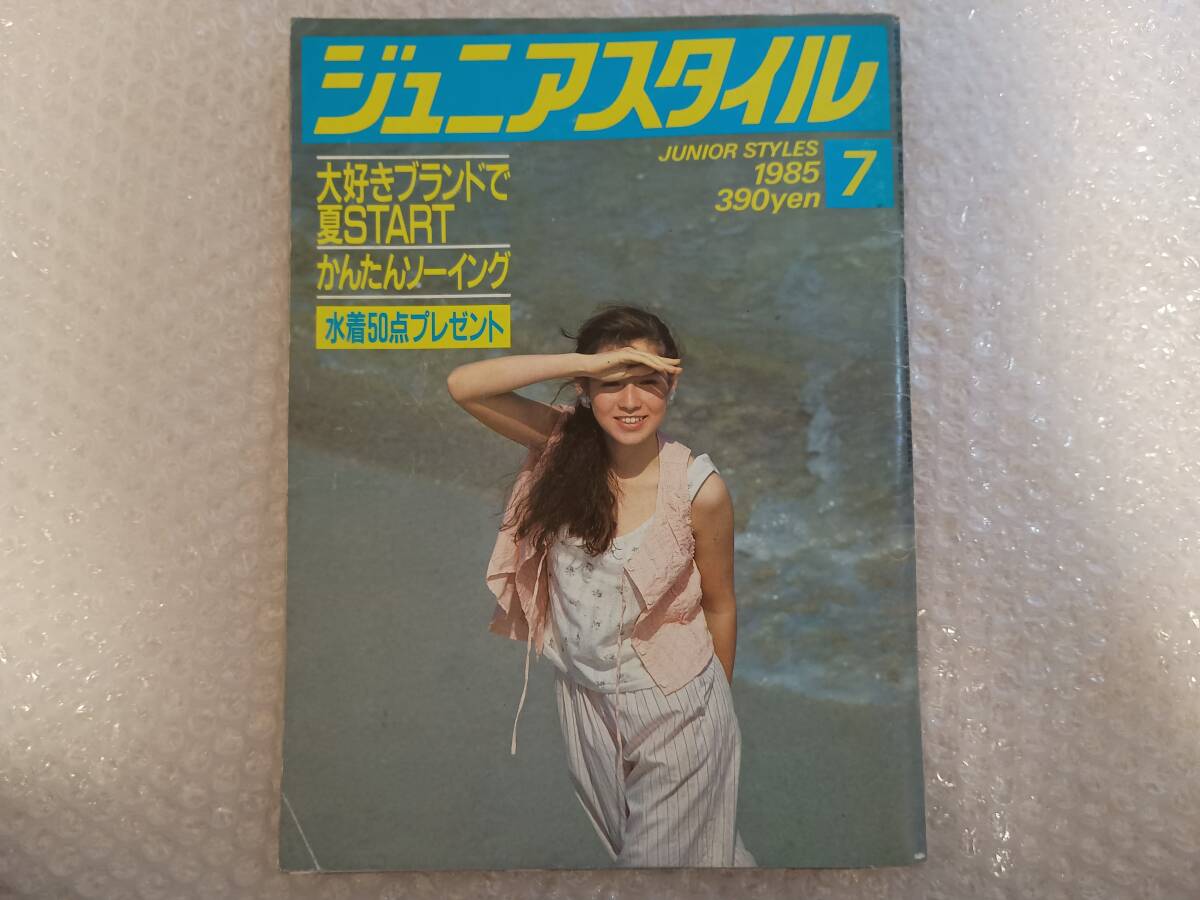 ジュニアスタイル
JUNIOR STYLES
1985
390yen
7
大好きブランドで
夏START
かんたんソーイング
水着50点プレゼント